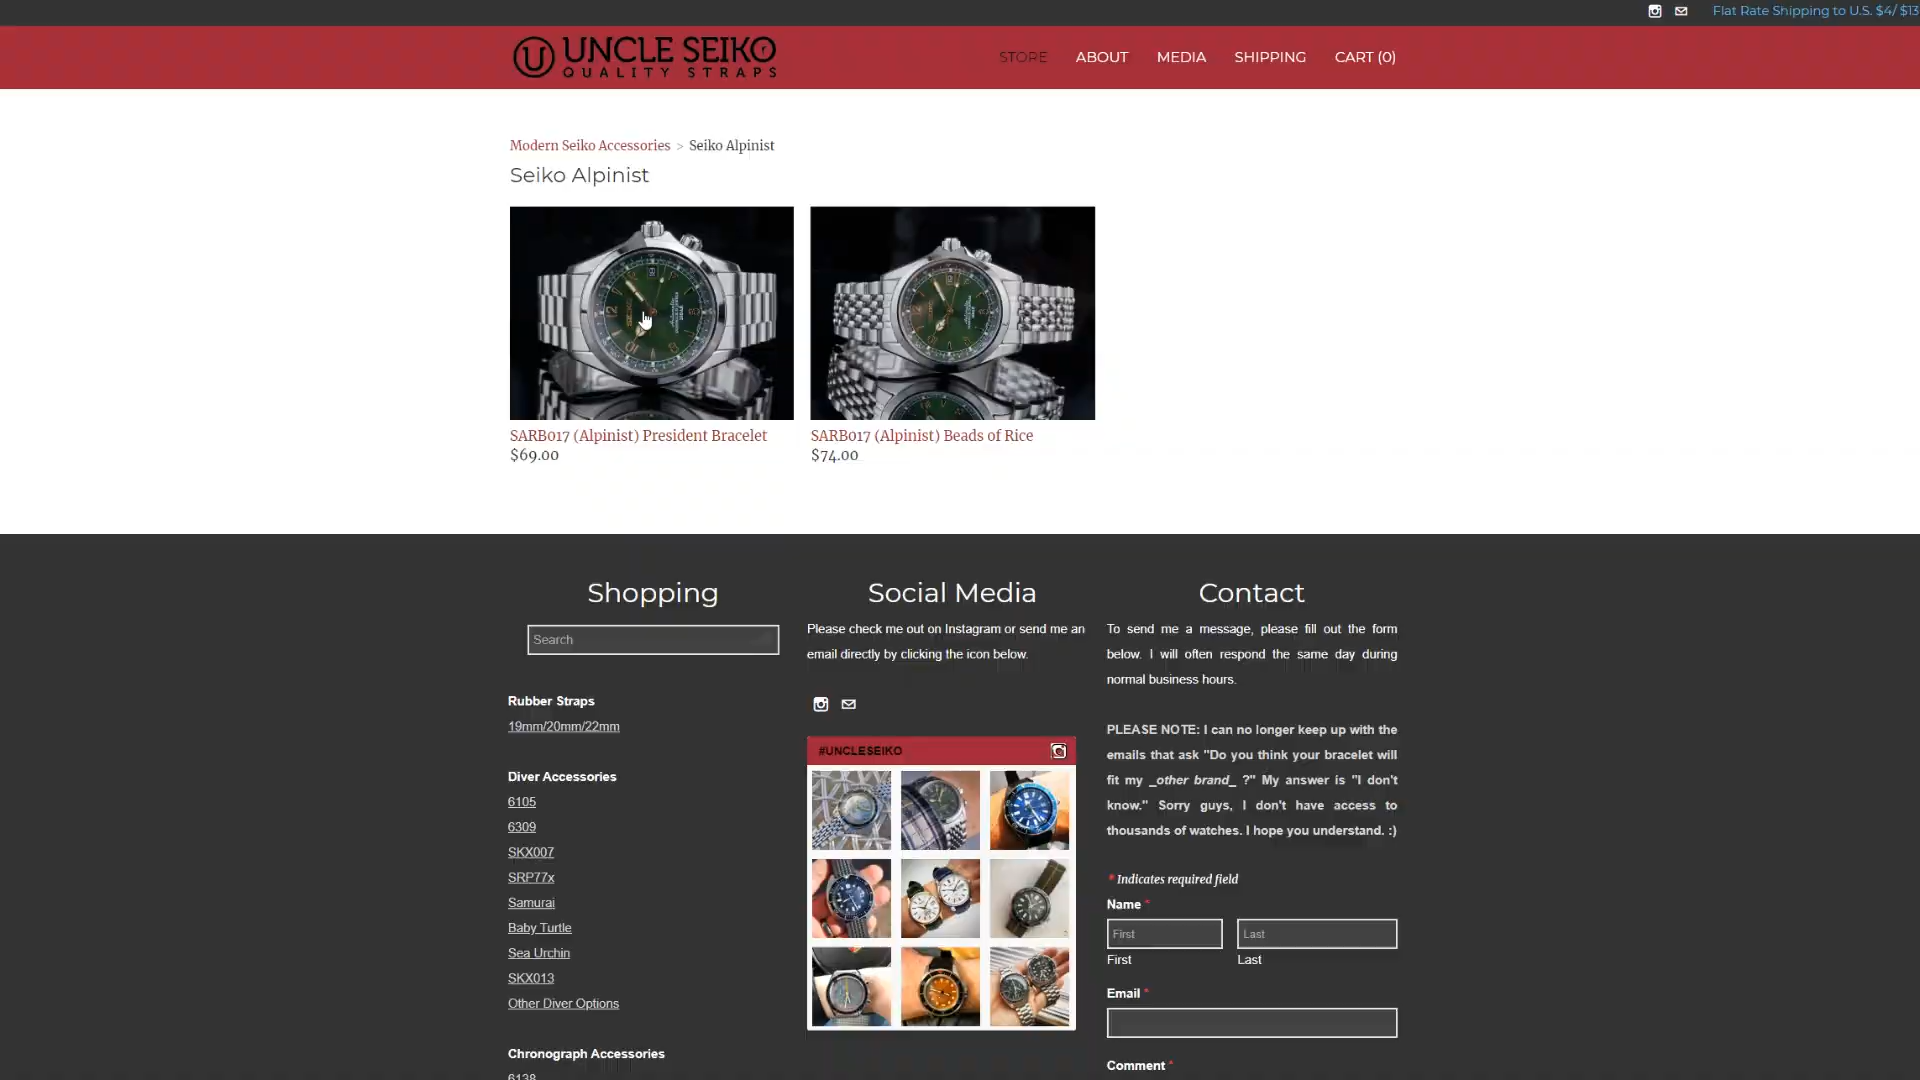 Flat Rate Shipping to U.S. $4/ $13
UNCLE SEIKO
QUALITY STRAPS
STORE
ABOUT
MEDIA
SHIPPING
CART (0)
Modern Seiko Accessories > Seiko Alpinist
Seiko Alpinist
SARB017 (Alpinist) President Bracelet
$69.00
SARB017 (Alpinist) Beads of Rice
$74.00
Shopping
Search
Rubber Straps
19mm/20mm/22mm
Diver Accessories
6105
6309
SKX007
SRP77x
Samurai
Baby Turtle
Sea Urchin
SKX013
Other Diver Options
Chronograph Accessories
6138
Social Media
Please check me out on Instagram or send me an
email directly by clicking the icon below.
#UNCLESEIKO
Contact
To send me a message, please fill out the form
below. I will often respond the same day during
normal business hours.
PLEASE NOTE: I can no longer keep up with the
emails that ask "Do you think your bracelet will
fit my _other brand_ ?" My answer is "I don't
know." Sorry guys, I don't have access to
thousands of watches. I hope you understand. :)
* Indicates required field
Name *
First
Last
First
Last
Email *
Comment *